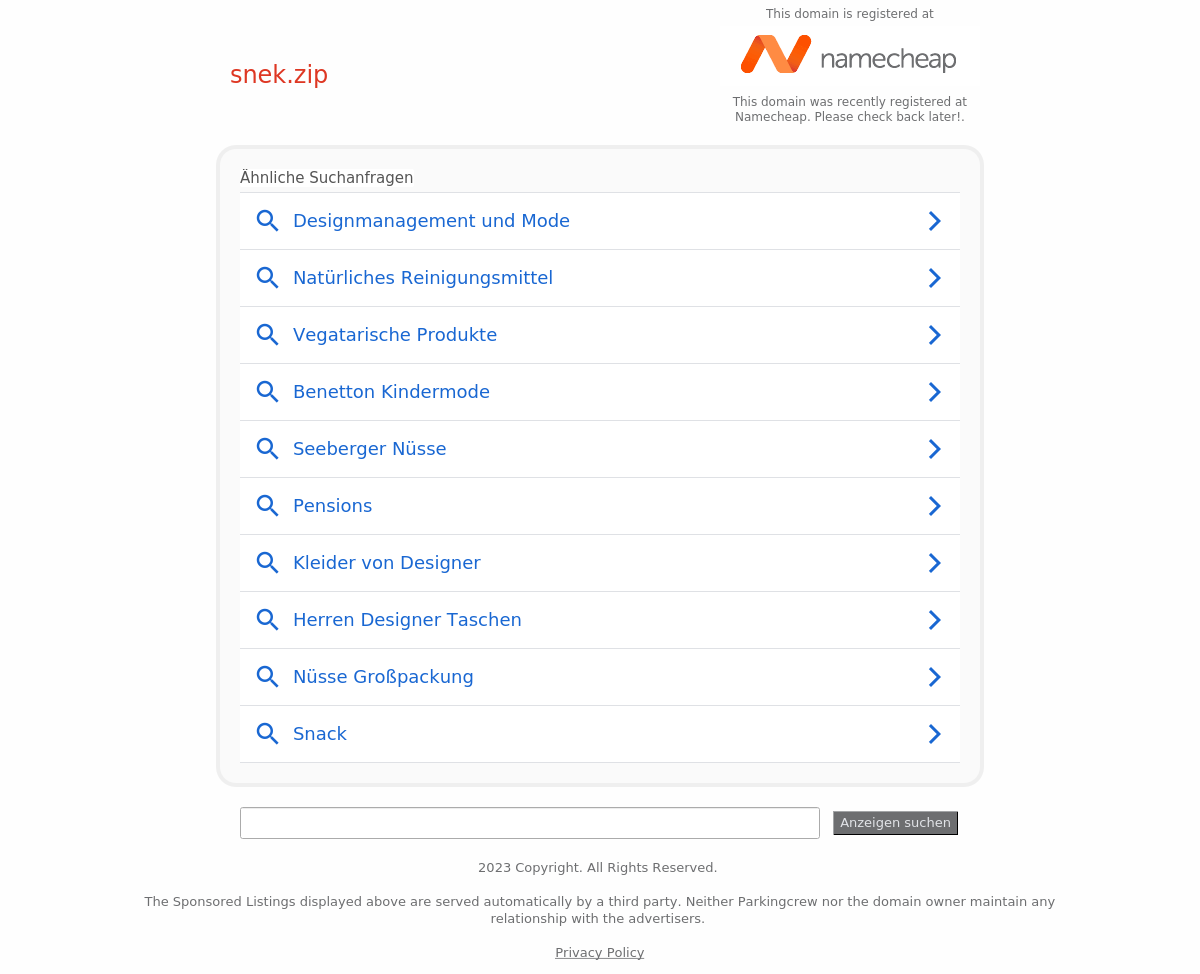 This domain is registered at
namecheap
snek.zip
This domain was recently registered at
Namecheap. Please check back later!.
Ähnliche Suchanfragen
Designmanagement und Mode
Natürliches Reinigungsmittel
Vegatarische Produkte
Benetton Kindermode
Seeberger Nüsse
Pensions
Kleider von Designer
Herren Designer Taschen
Nüsse Großpackung
Snack
Anzeigen suchen
2023 Copyright. All Rights Reserved.
The Sponsored Listings displayed above are served automatically by a third party. Neither Parkingcrew nor the domain owner maintain any
relationship with the advertisers.
Privacy Policy